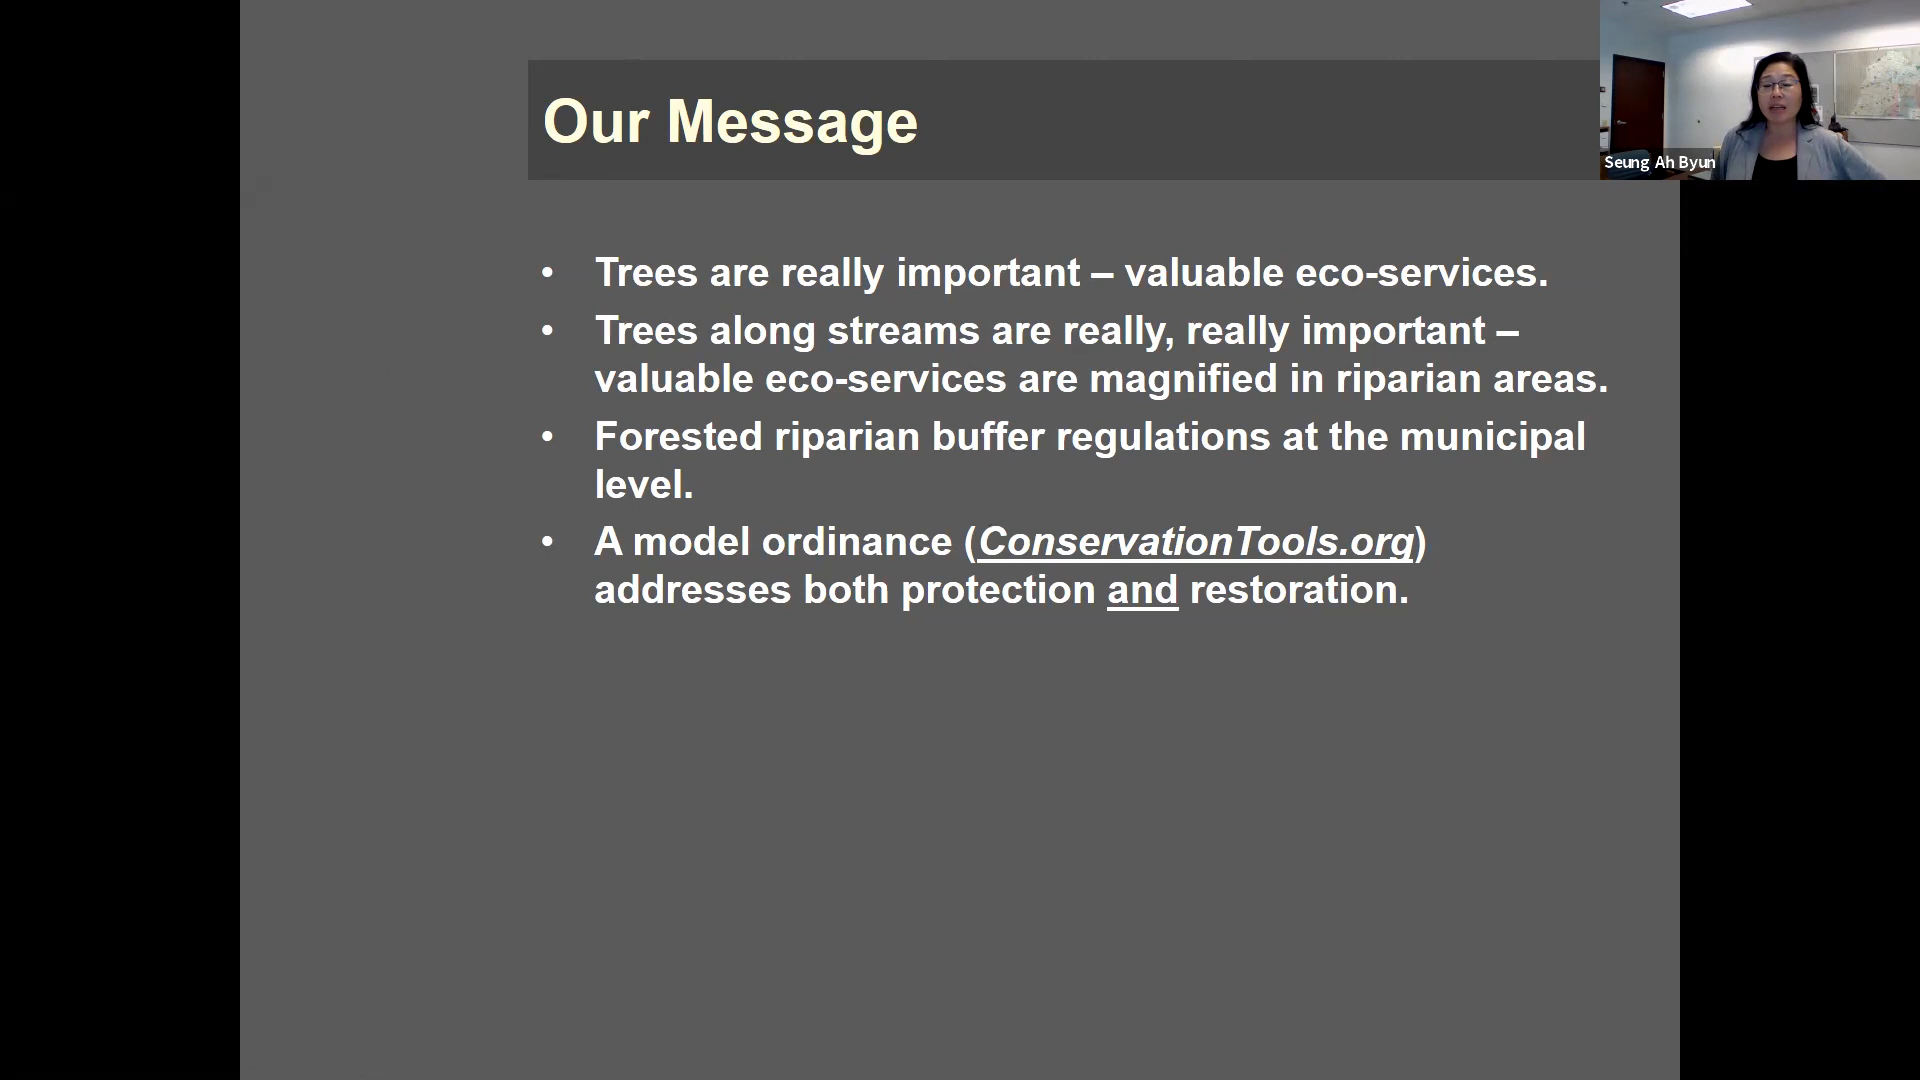 Our Message
Seung Ah Byun
• Trees are really important – valuable eco-services.
• Trees along streams are really, really important –
valuable eco-services are magnified in riparian areas.
• Forested riparian buffer regulations at the municipal
level.
• A model ordinance (ConservationTools.org)
addresses both protection and restoration.